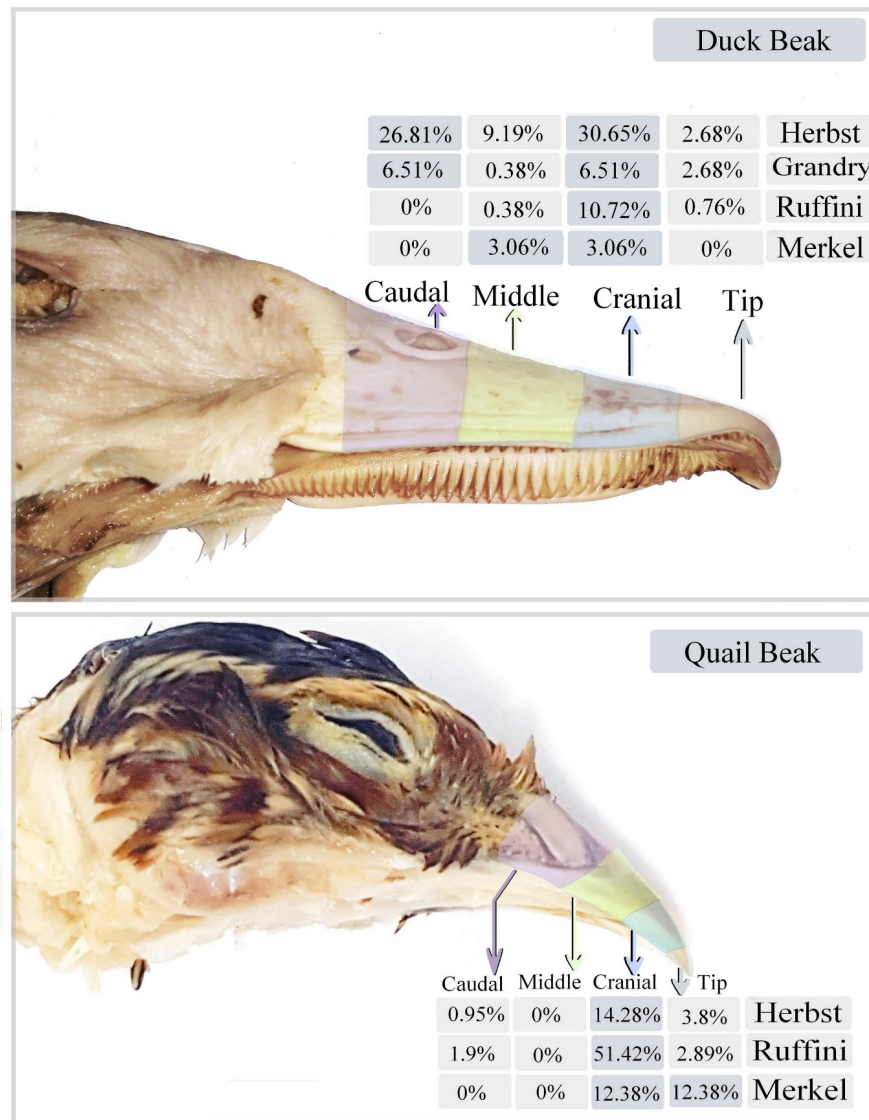 Duck Beak
26.81% 9.19% 30.65% 2.68% Herbst
6.51% 0.38% 6.51% 2.68% Grandry
0% 0.38% 10.72% 0.76% Ruffini
0% 3.06% 3.06% 0% Merkel
Caudal Middle Cranial Tip
Quail Beak
Caudal Middle Cranial Tip
0.95% 0% 14.28% 3.8% Herbst
1.9% 0% 51.42% 2.89% Ruffini
0% 0% 12.38% 12.38% Merkel